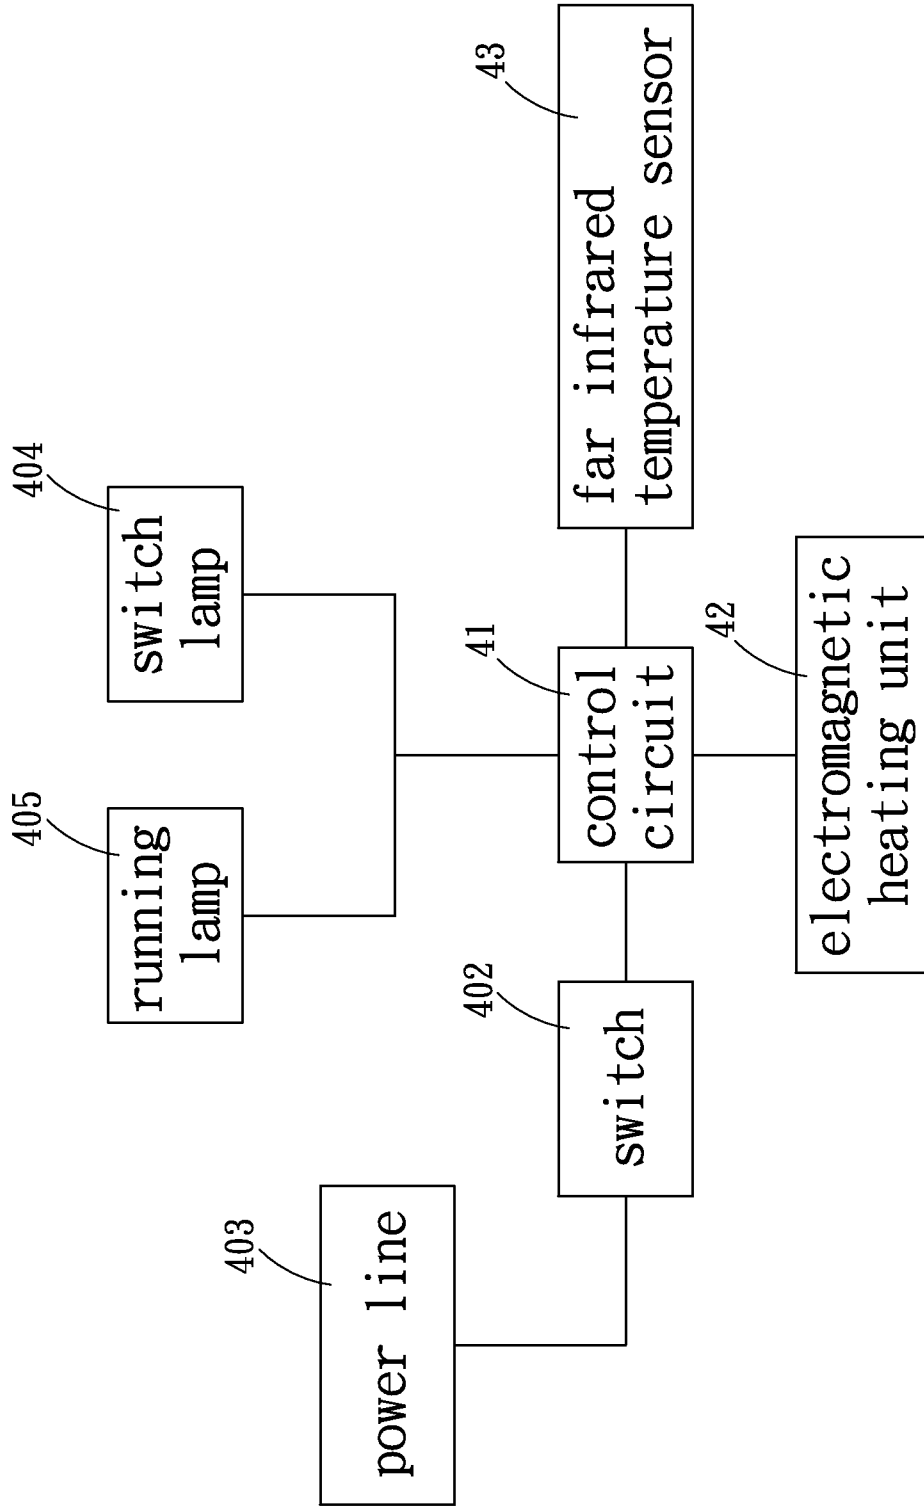 404
switch
lamp
405
running
lamp
403
power line
402
switch
41
control
circuit
43
far infrared
temperature sensor
42
electromagnetic
heating unit